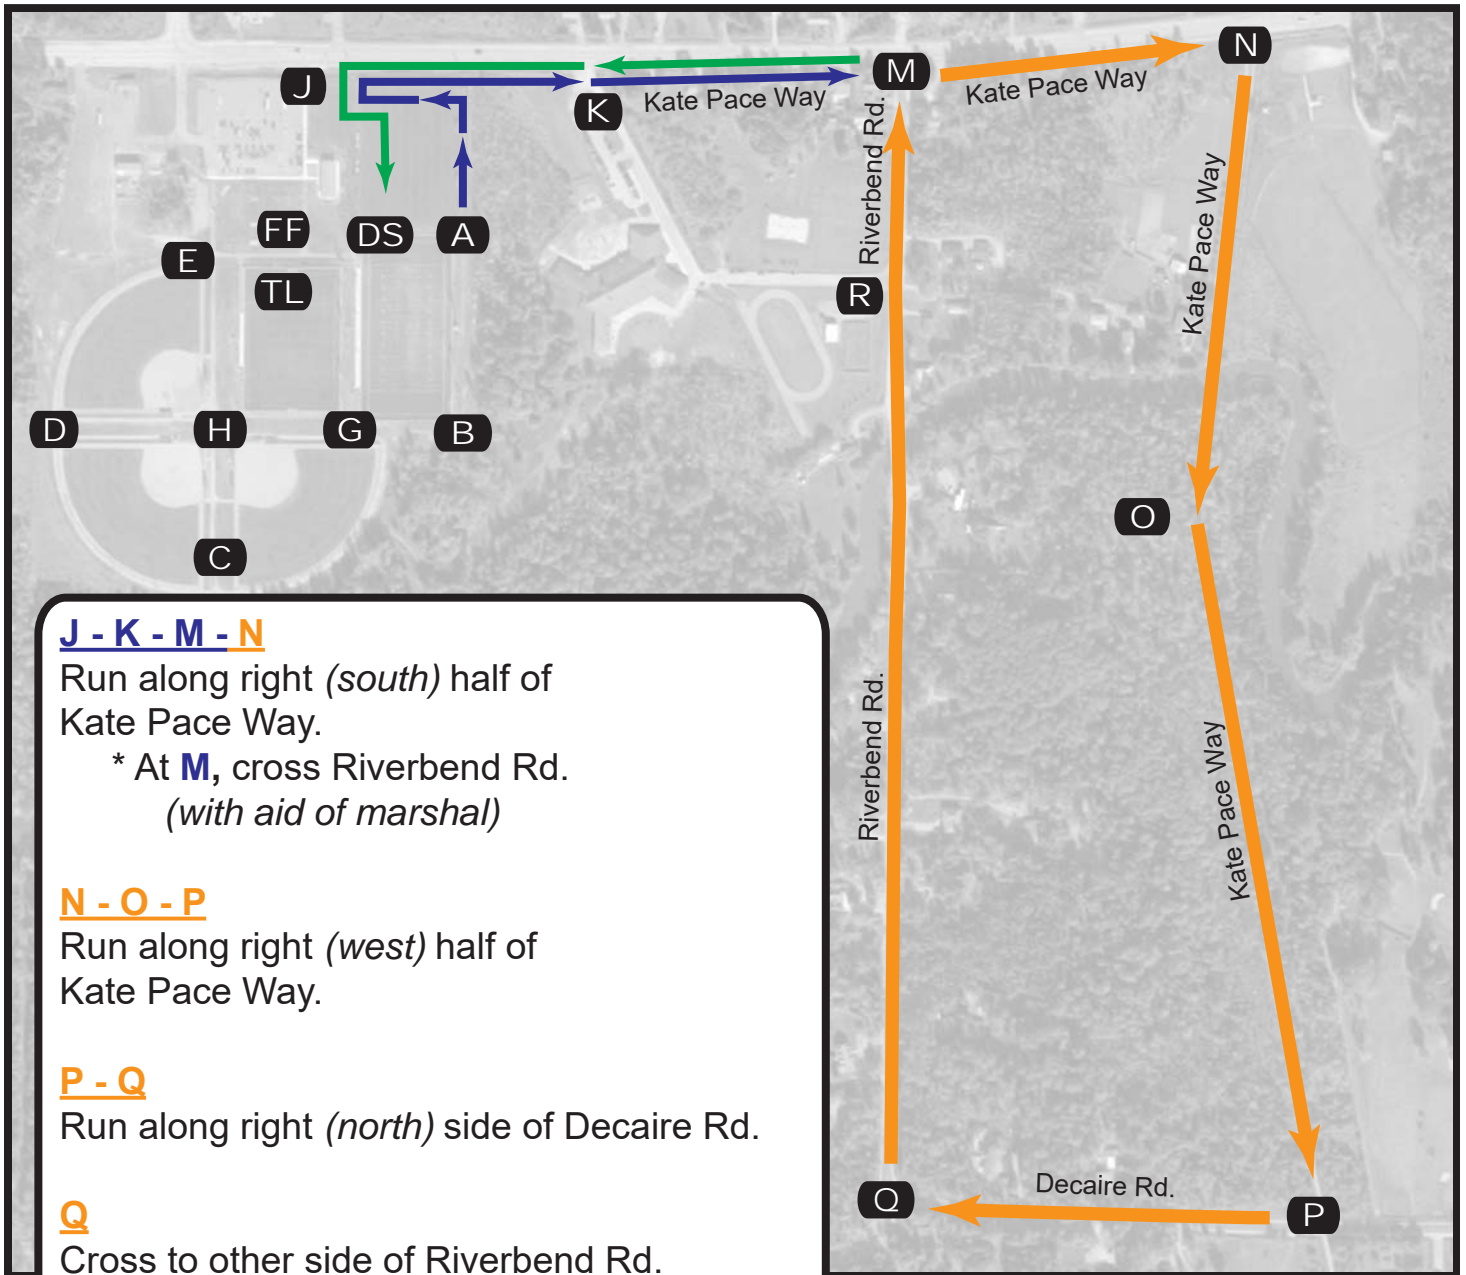 N
J
M
K
Kate Pace Way
Kate Pace Way
Riverbend Rd.
Kate Pace Way
FF
DS
A
E
TL
R
D
H
G
B
O
C
J - K - M - N
Run along right (south) half of
Kate Pace Way.
* At M, cross Riverbend Rd.
(with aid of marshal)
N - O - P
Run along right (west) half of
Kate Pace Way.
P - Q
Run along right (north) side of Decaire Rd.
Q
Cross to other side of Riverbend Rd.
Riverbend Rd.
Kate Pace Way
Decaire Rd.
Q
P